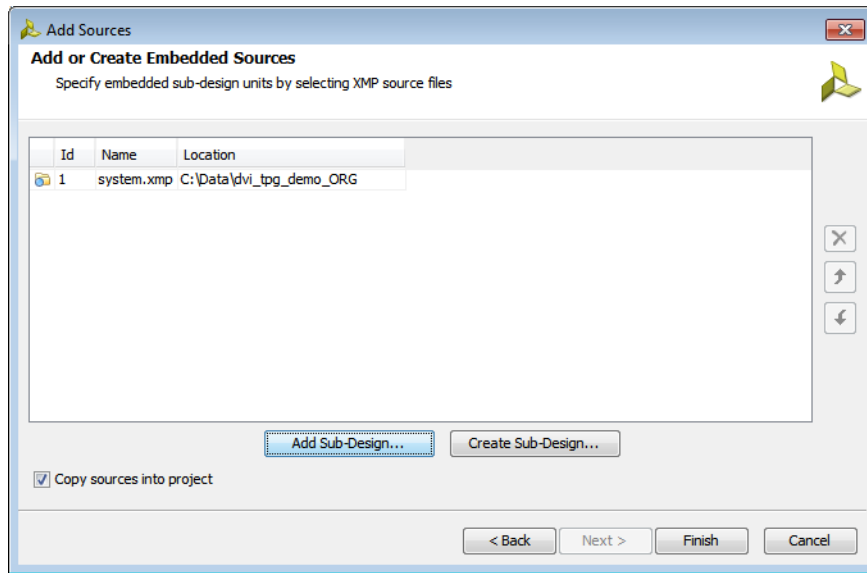 Add Sources
Add or Create Embedded Sources
Specify embedded sub-design units by selecting XMP source files
Id Name Location
1 system.xmp C:\Data\dvi_tpg_demo_ORG
Add Sub-Design... Create Sub-Design...
Copy sources into project
< Back Next > Finish Cancel